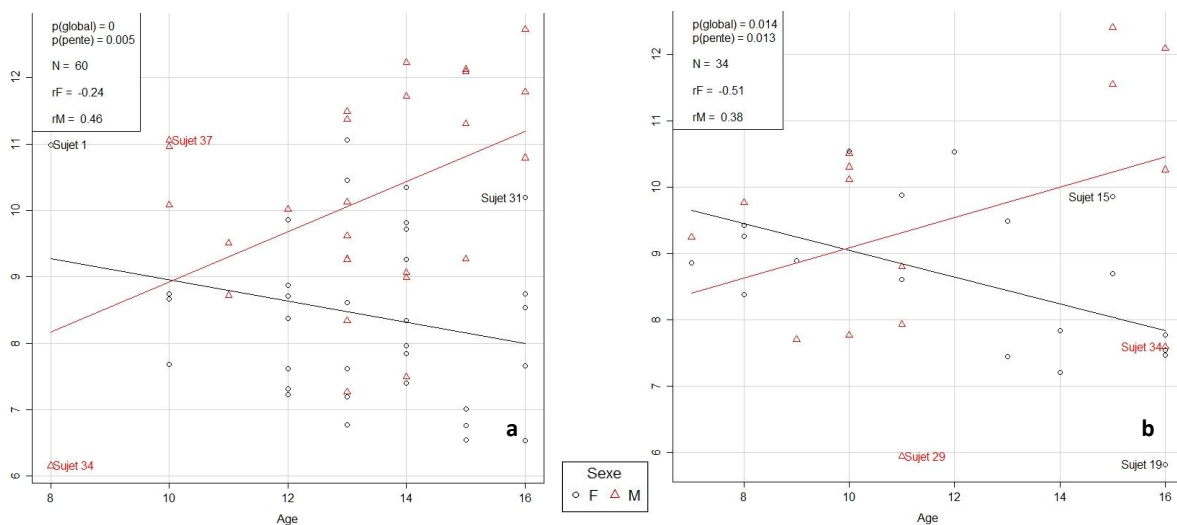 p(global) = 0
p(pente) = 0.005
N = 60
rF = -0.24
rM = 0.46
12
11
10
9
8
7
6
Sujet 1
Sujet 37
Sujet 31
Sujet 34
a
8
10
12
14
16
Age
Sexe
F
M
p(global) = 0.014
p(pente) = 0.013
N = 34
rF = -0.51
rM = 0.38
12
11
10
9
8
7
6
Sujet 15
Sujet 34
Sujet 29
Sujet 19
b
8
10
12
14
16
Age